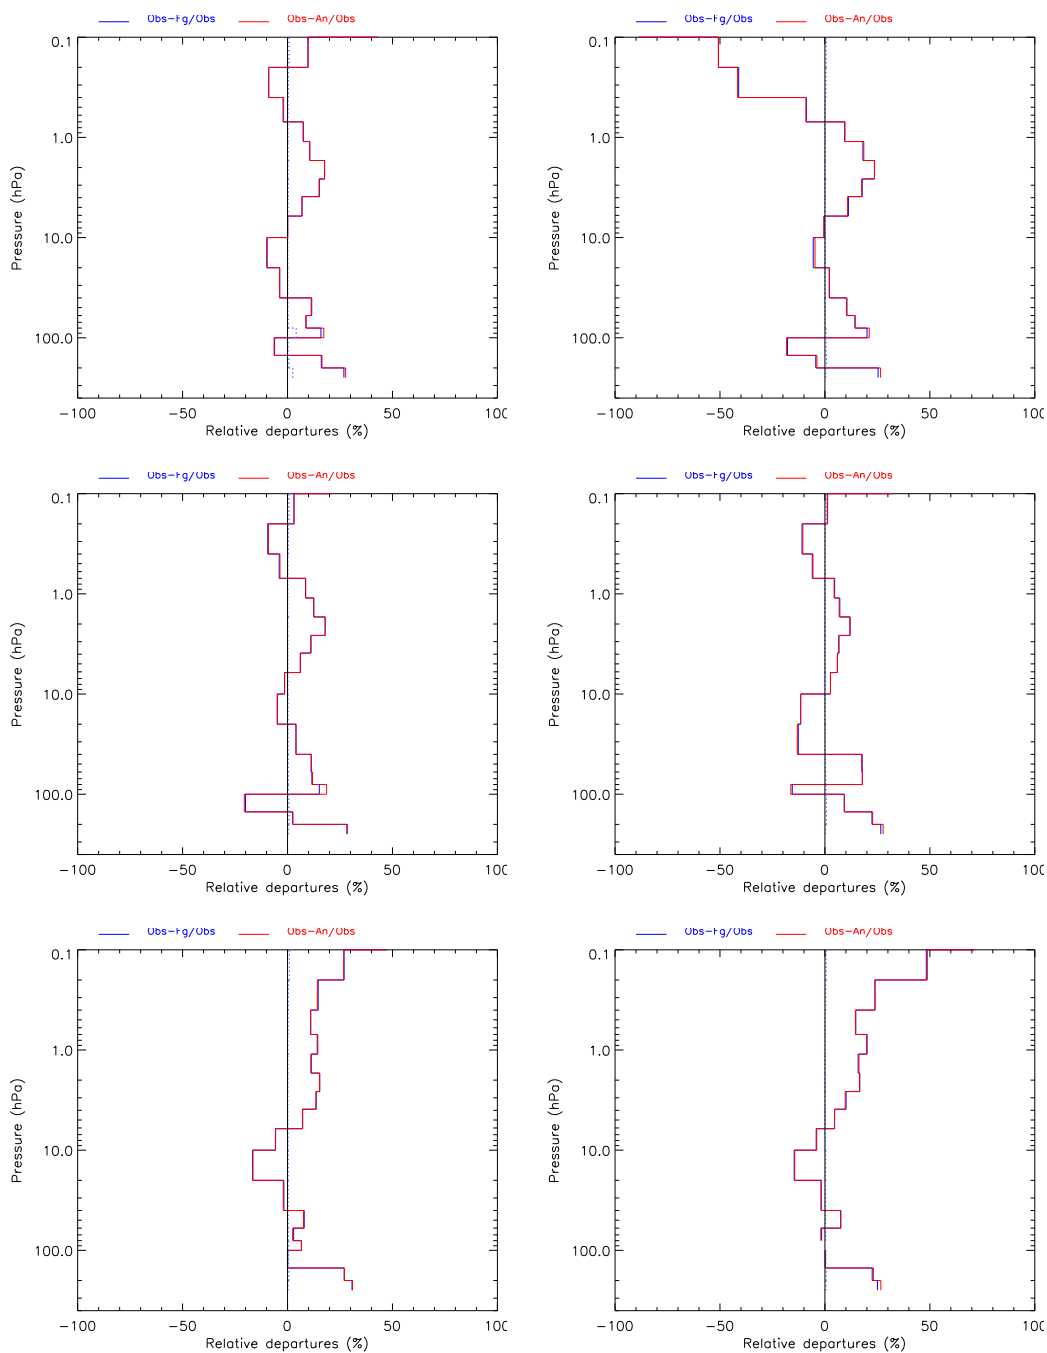 Obs-Fg/Obs Obs-An/Obs Obs-Fg/Obs Obs-An/Obs
0.1 0.1
1.0 1.0
Pressure (hPa) Pressure (hPa)
10.0 10.0
100.0 100.0
-100 -50 0 50 100 -100 -50 0 50 100
Relative departures (%) Relative departures (%)
Obs-Fg/Obs Obs-An/Obs Obs-Fg/Obs Obs-An/Obs
0.1 0.1
1.0 1.0
Pressure (hPa) Pressure (hPa)
10.0 10.0
100.0 100.0
-100 -50 0 50 100 -100 -50 0 50 100
Relative departures (%) Relative departures (%)
Obs-Fg/Obs Obs-An/Obs Obs-Fg/Obs Obs-An/Obs
0.1 0.1
1.0 1.0
Pressure (hPa) Pressure (hPa)
10.0 10.0
100.0 100.0
-100 -50 0 50 100 -100 -50 0 50 100
Relative departures (%) Relative departures (%)